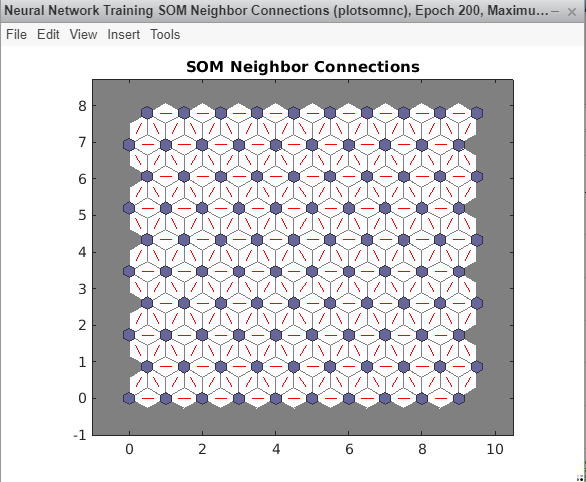 Neural Network Training SOM Neighbor Connections (plotsomnc), Epoch 200, Maximu...
File Edit View Insert Tools
SOM Neighbor Connections
8
7
6
5
4
3
2
1
0
-1
0 2 4 6 8 10